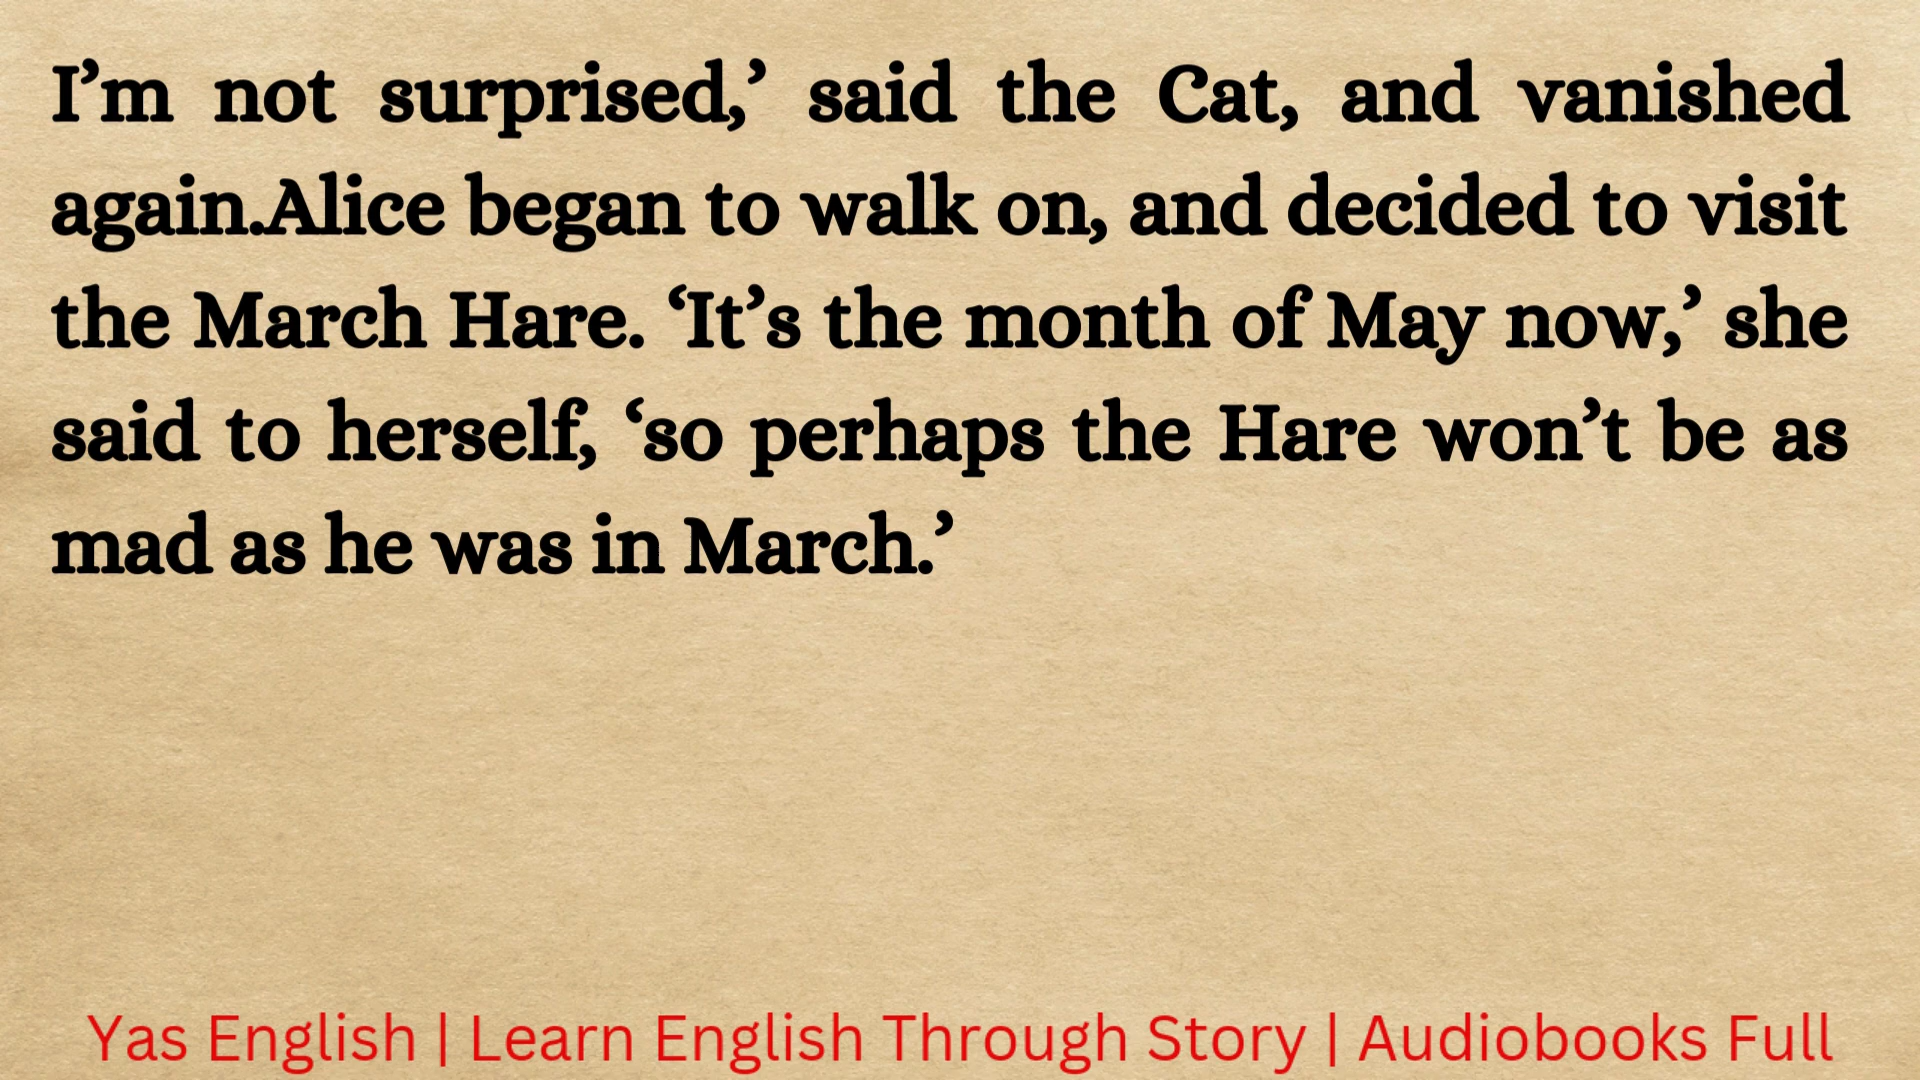 I’m not surprised,’ said the Cat, and vanished
again.Alice began to walk on, and decided to visit
the March Hare. ‘It’s the month of May now,’ she
said to herself, ‘so perhaps the Hare won’t be as
mad as he was in March.’
Yas English | Learn English Through Story | Audiobooks Full